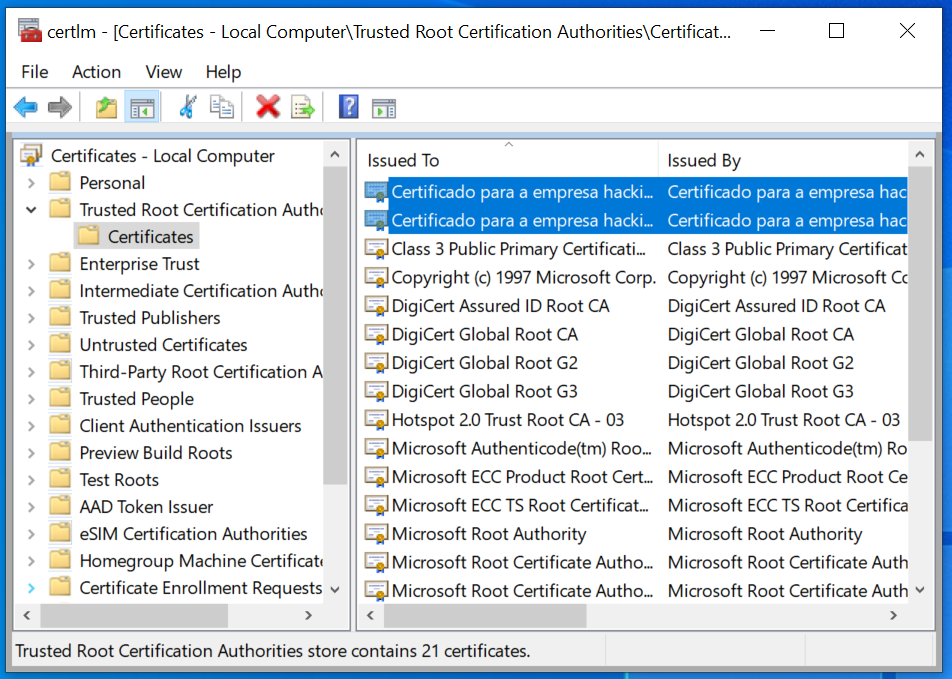 certlm - [Certificates - Local Computer\Trusted Root Certification Authorities\Certificat...
File Action View Help
Certificates - Local Computer
Personal
Trusted Root Certification Autho
Certificates
Enterprise Trust
Intermediate Certification Autho
Trusted Publishers
Untrusted Certificates
Third-Party Root Certification A
Trusted People
Client Authentication Issuers
Preview Build Roots
Test Roots
AAD Token Issuer
eSIM Certification Authorities
Homegroup Machine Certificate
Certificate Enrollment Requests
Issued To Issued By
Certificado para a empresa hacki... Certificado para a empresa hac
Certificado para a empresa hacki... Certificado para a empresa hac
Class 3 Public Primary Certificati... Class 3 Public Primary Certificat
Copyright (c) 1997 Microsoft Corp. Copyright (c) 1997 Microsoft Co
DigiCert Assured ID Root CA DigiCert Assured ID Root CA
DigiCert Global Root CA DigiCert Global Root CA
DigiCert Global Root G2 DigiCert Global Root G2
DigiCert Global Root G3 DigiCert Global Root G3
Hotspot 2.0 Trust Root CA - 03 Hotspot 2.0 Trust Root CA - 03
Microsoft Authenticode(tm) Roo... Microsoft Authenticode(tm) Ro
Microsoft ECC Product Root Cert... Microsoft ECC Product Root Ce
Microsoft ECC TS Root Certificat... Microsoft ECC TS Root Certifica
Microsoft Root Authority Microsoft Root Authority
Microsoft Root Certificate Autho... Microsoft Root Certificate Auth
Microsoft Root Certificate Autho... Microsoft Root Certificate Auth
Trusted Root Certification Authorities store contains 21 certificates.